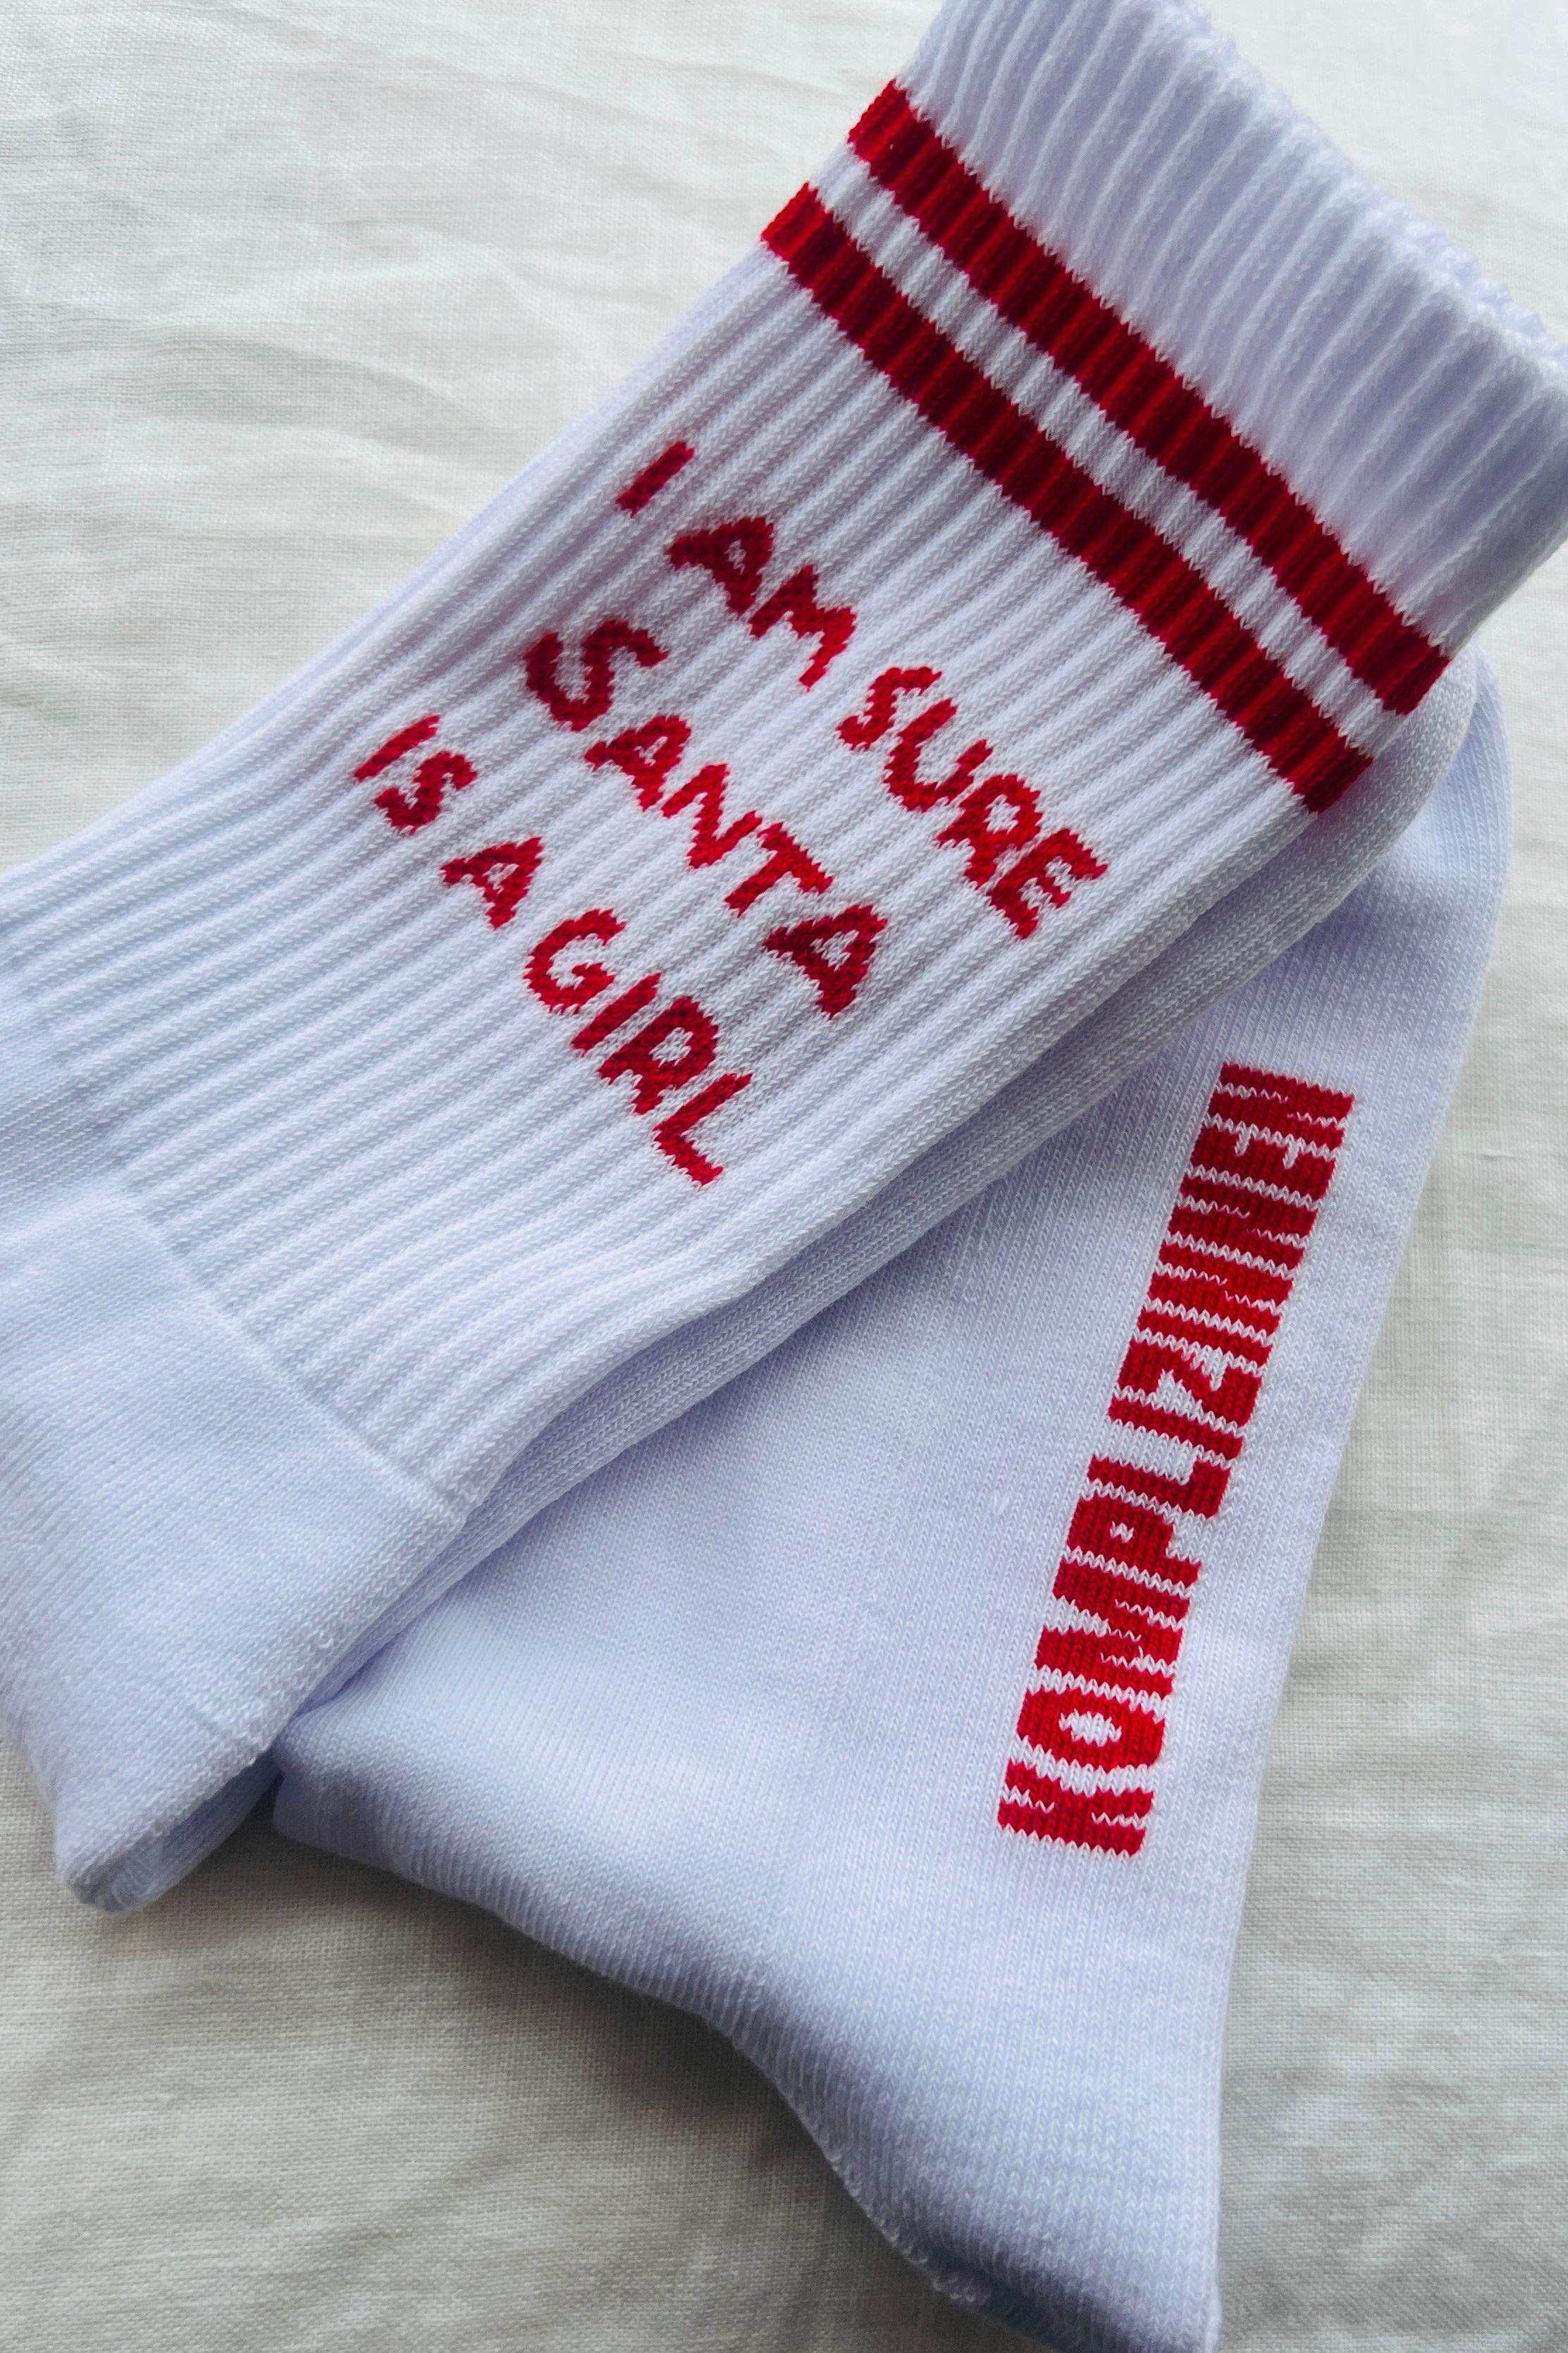 I AM SURE
SANTA
IS A GIRL
KOMPLIZINNEN